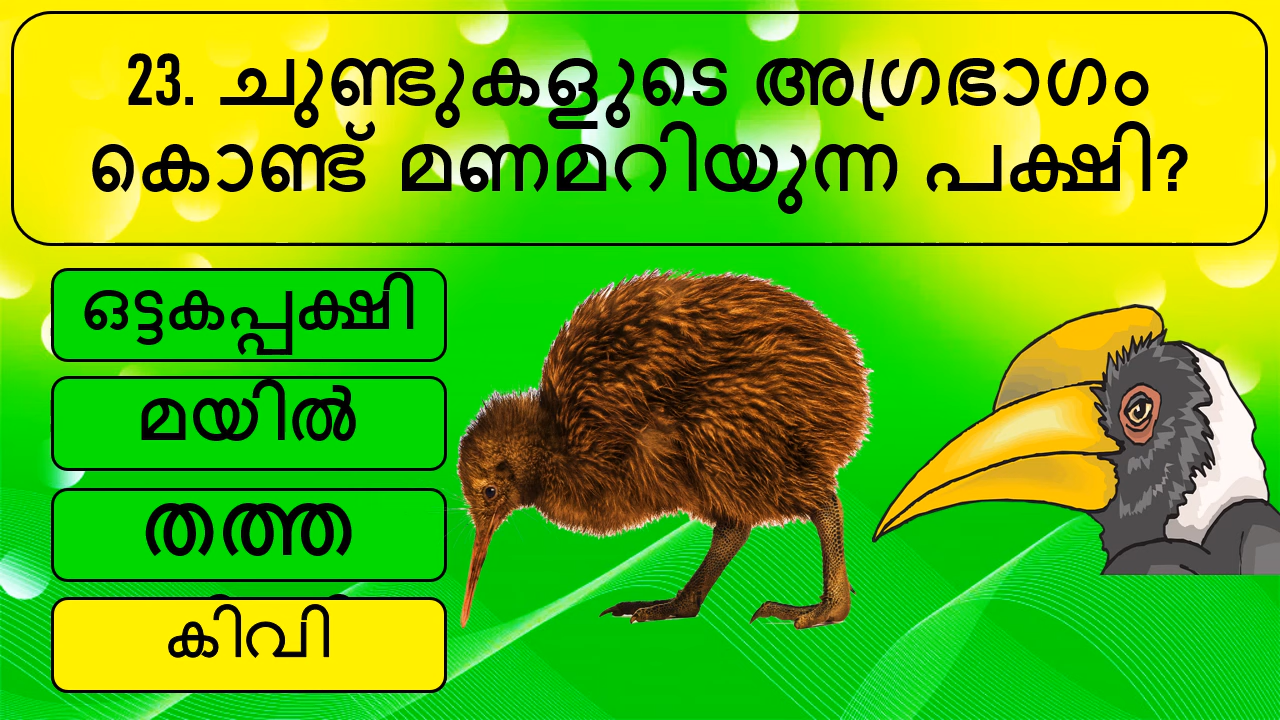 23. ചുണ്ടുകളുടെ അഗ്രഭാഗം
കൊണ്ട് മണമറിയുന്ന പക്ഷി?
ഒട്ടകപ്പക്ഷി
മയിൽ
തത്ത
കിവി